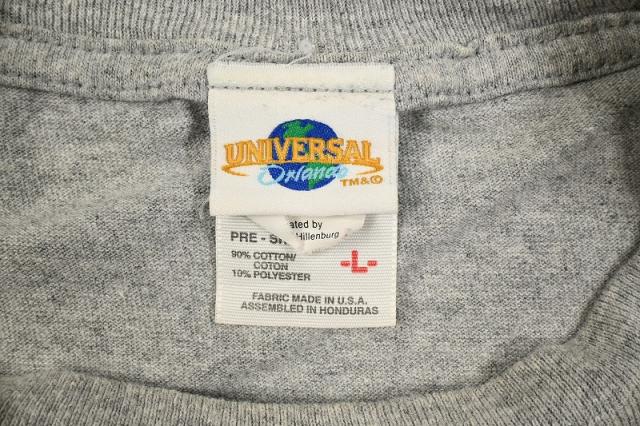 UNIVERSAL
Orlando
TM&©
ated by
Hillenburg
PRE - SH
90% COTTON/
COTON
10% POLYESTER
-L-
FABRIC MADE IN U.S.A.
ASSEMBLED IN HONDURAS